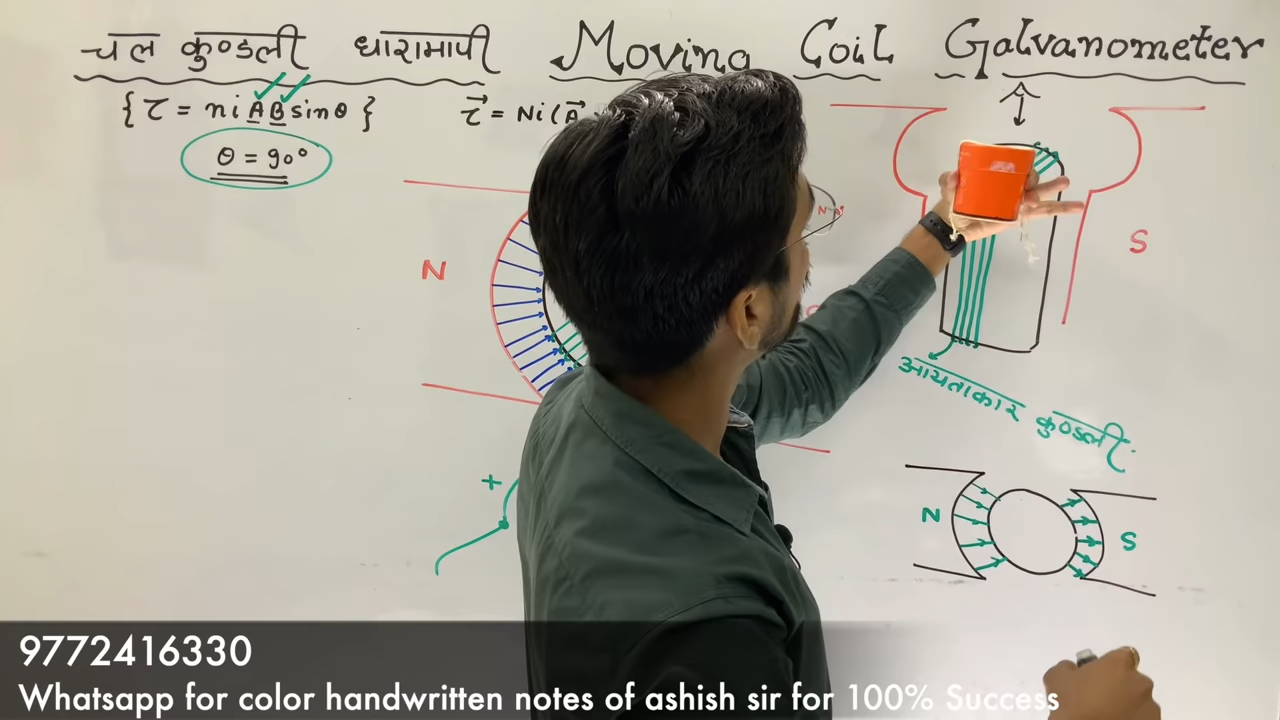 चल कुण्डली धारामापी Moving Coil Galvanometer
{ τ = niABsinθ } τ⃗ = Ni(A⃗
θ = 90°
N
S
आयताकार कुण्डली
+
N S
9772416330
Whatsapp for color handwritten notes of ashish sir for 100% Success